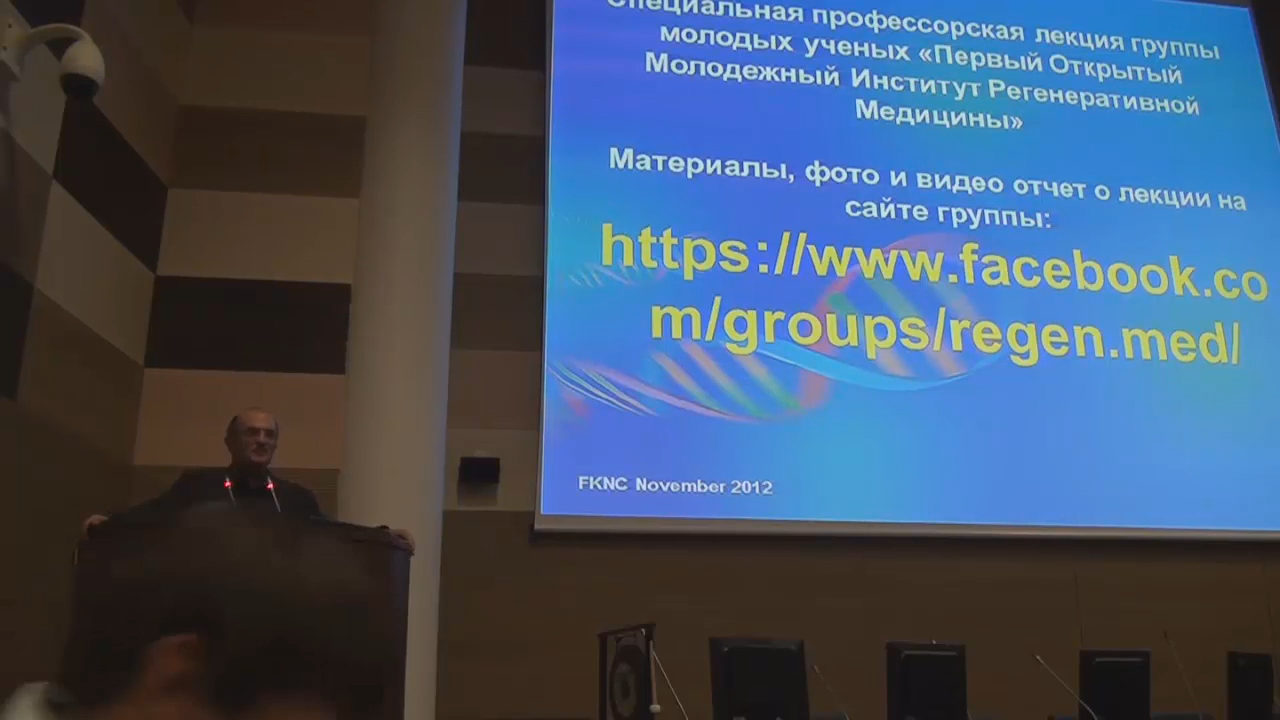 Специальная профессорская лекция группы
молодых ученых «Первый Открытый
Молодежный Институт Регенеративной
Медицины»
Материалы, фото и видео отчет о лекции на
сайте группы:
https://www.facebook.co
m/groups/regen.med/
FKNC November 2012